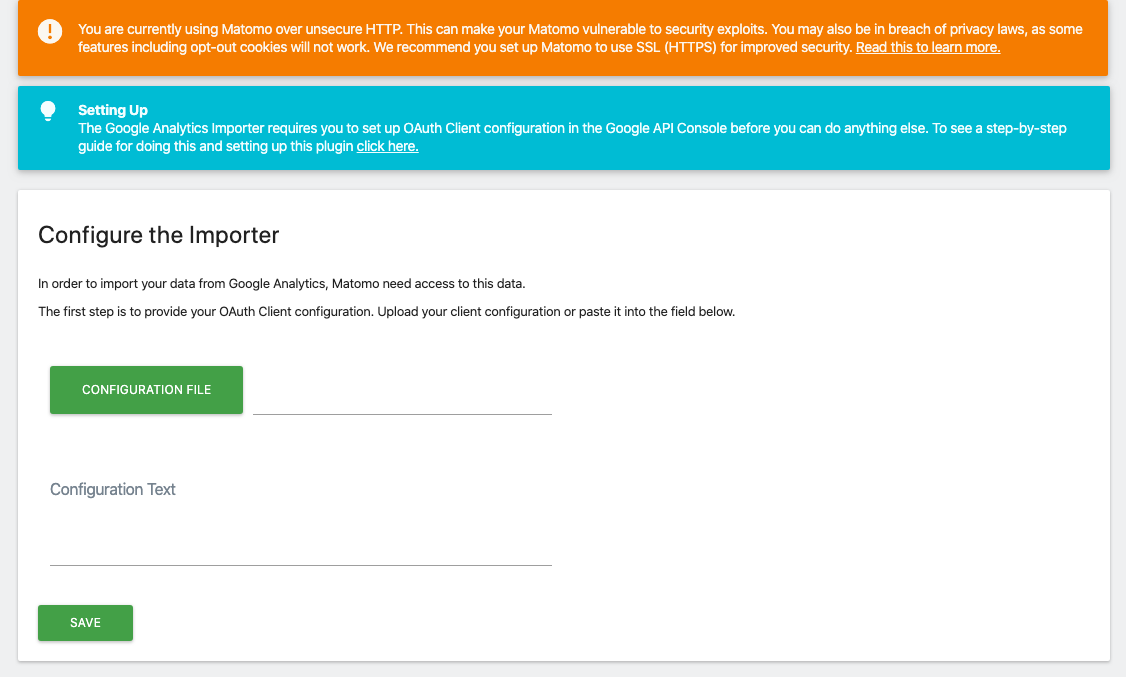 You are currently using Matomo over unsecure HTTP. This can make your Matomo vulnerable to security exploits. You may also be in breach of privacy laws, as some
features including opt-out cookies will not work. We recommend you set up Matomo to use SSL (HTTPS) for improved security. Read this to learn more.
Setting Up
The Google Analytics Importer requires you to set up OAuth Client configuration in the Google API Console before you can do anything else. To see a step-by-step
guide for doing this and setting up this plugin click here.
Configure the Importer
In order to import your data from Google Analytics, Matomo need access to this data.
The first step is to provide your OAuth Client configuration. Upload your client configuration or paste it into the field below.
CONFIGURATION FILE
Configuration Text
SAVE